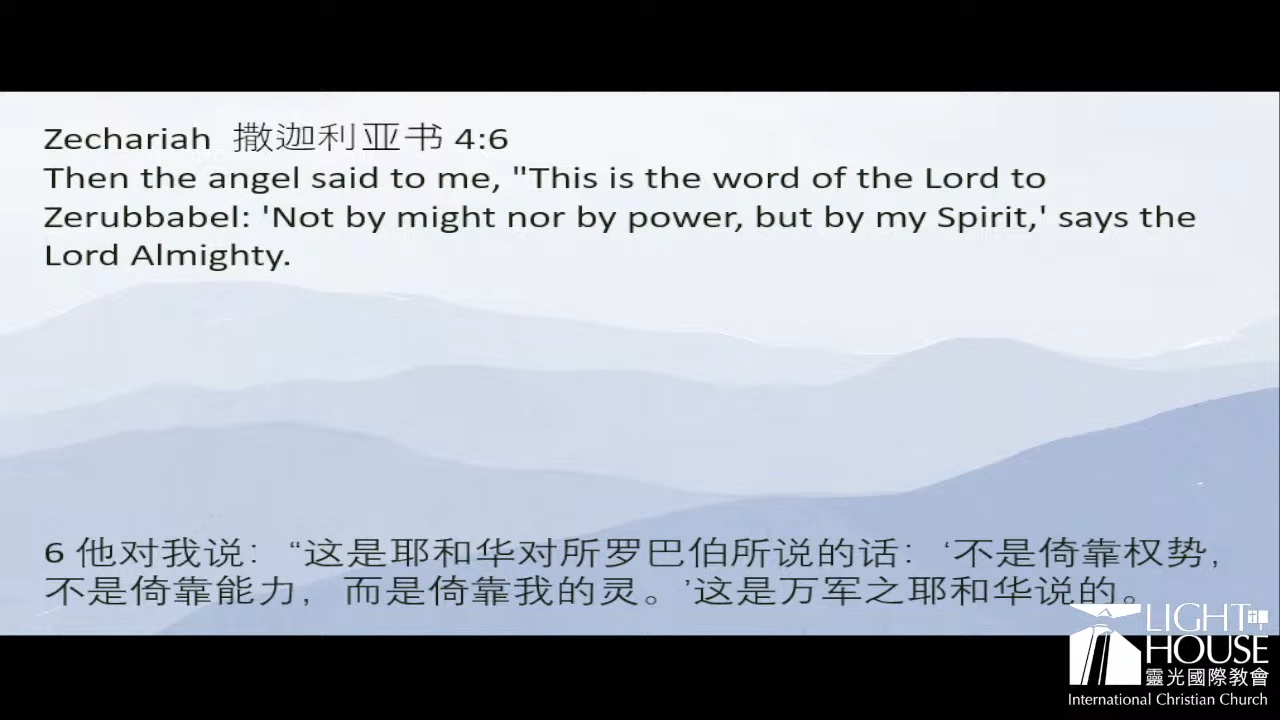 Zechariah 撒迦利亚书 4:6
Then the angel said to me, "This is the word of the Lord to
Zerubbabel: 'Not by might nor by power, but by my Spirit,' says the
Lord Almighty.
6 他对我说：“这是耶和华对所罗巴伯所说的话：‘不是倚靠权势，
不是倚靠能力，而是倚靠我的灵。’这是万军之耶和华说的。
LIGHT
HOUSE
靈光國際教會
International Christian Church